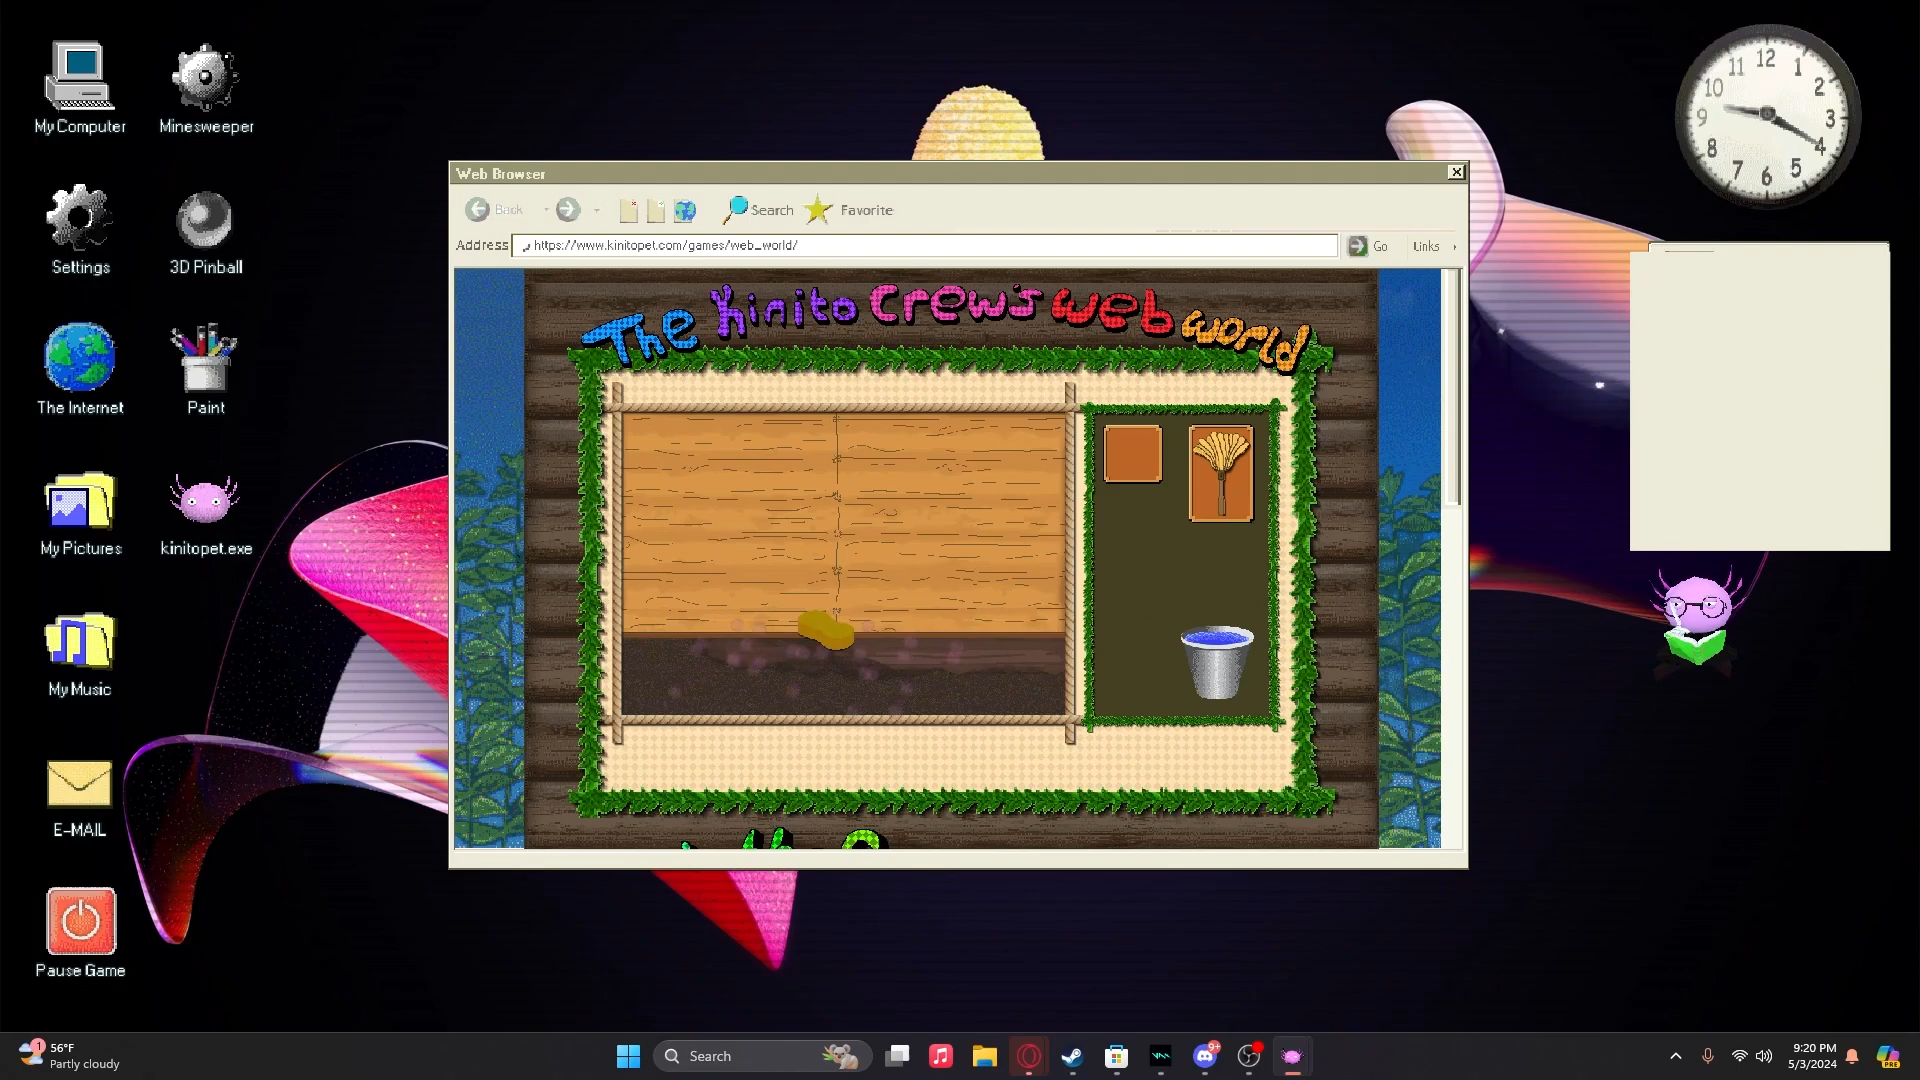 My Computer
Minesweeper
Settings
3D Pinball
The Internet
Paint
My Pictures
kinitopet.exe
My Music
E-MAIL
Pause Game
Web Browser
Back
Search
Favorite
Address
https://www.kinitopet.com/games/web_world/
Go
Links
The Kinito Crew's Web World
12
1
2
3
4
5
6
7
8
9
10
11
1
56°F
Partly cloudy
Search
9+
PRE
9:20 PM
5/3/2024